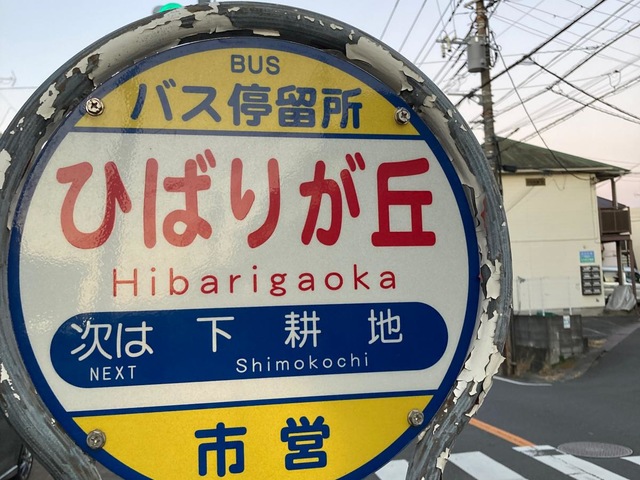 BUS
バス停留所
ひばりが丘
Hibarigaoka
次は 下耕地
NEXT Shimokochi
市営